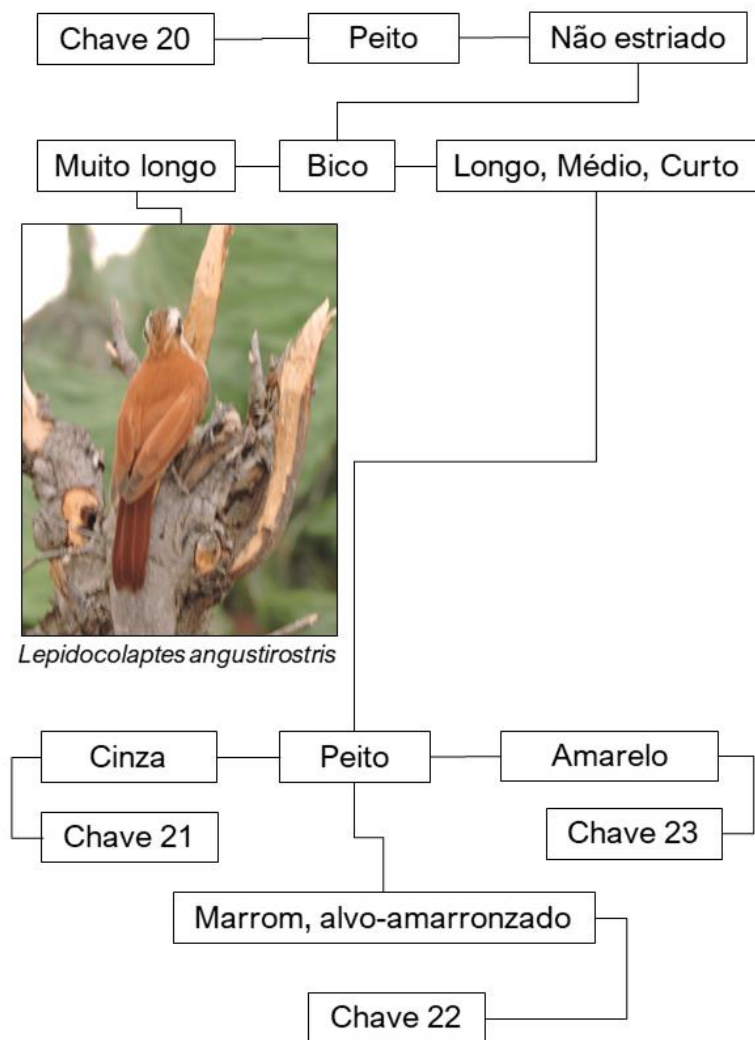 Chave 20
Peito
Não estriado
Muito longo
Bico
Longo, Médio, Curto
Lepidocolaptes angustirostris
Cinza
Peito
Amarelo
Chave 21
Chave 23
Marrom, alvo-amarronzado
Chave 22